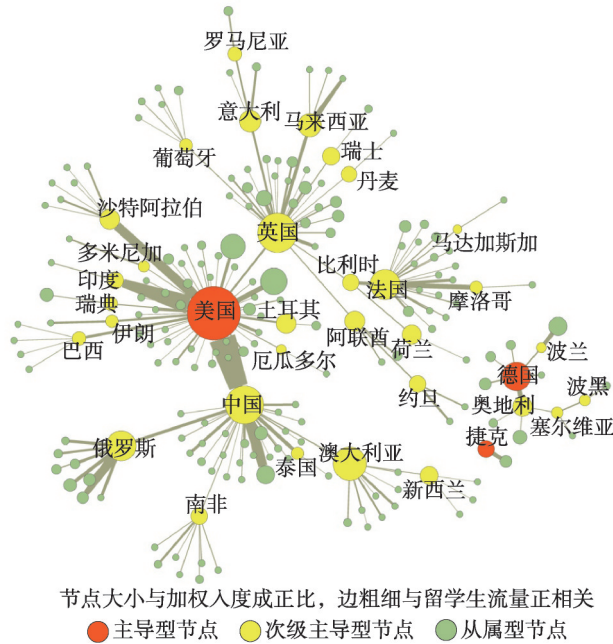 罗马尼亚
意大利
马来西亚
葡萄牙
瑞士
丹麦
沙特阿拉伯
英国
马达加斯加
多米尼加
比利时
印度
法国
摩洛哥
瑞典
美国
土耳其
伊朗
阿联酋
荷兰
波兰
巴西
厄瓜多尔
德国
约旦
波黑
中国
奥地利
塞尔维亚
俄罗斯
澳大利亚
捷克
泰国
新西兰
南非
节点大小与加权入度成正比，边粗细与留学生流量正相关
主导型节点 次级主导型节点 从属型节点